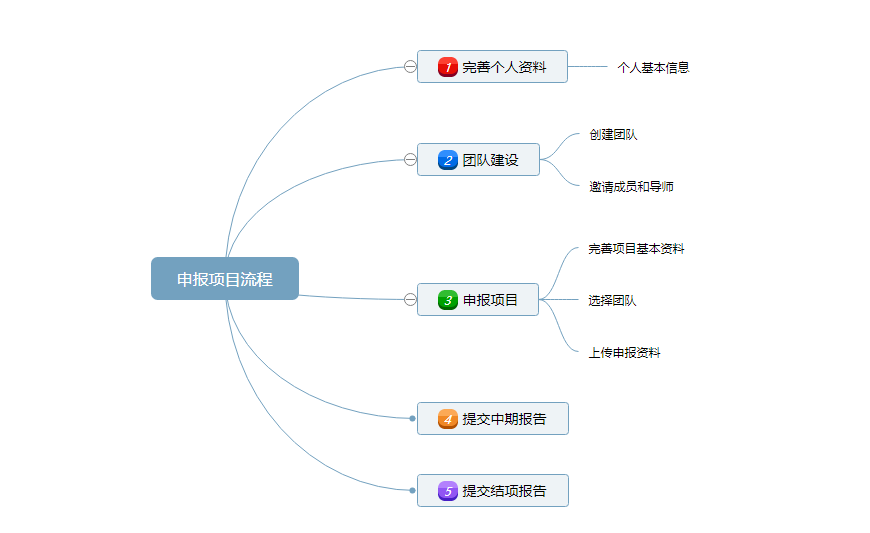 申报项目流程
1 完善个人资料
个人基本信息
2 团队建设
创建团队
邀请成员和导师
3 申报项目
完善项目基本资料
选择团队
上传申报资料
4 提交中期报告
5 提交结项报告